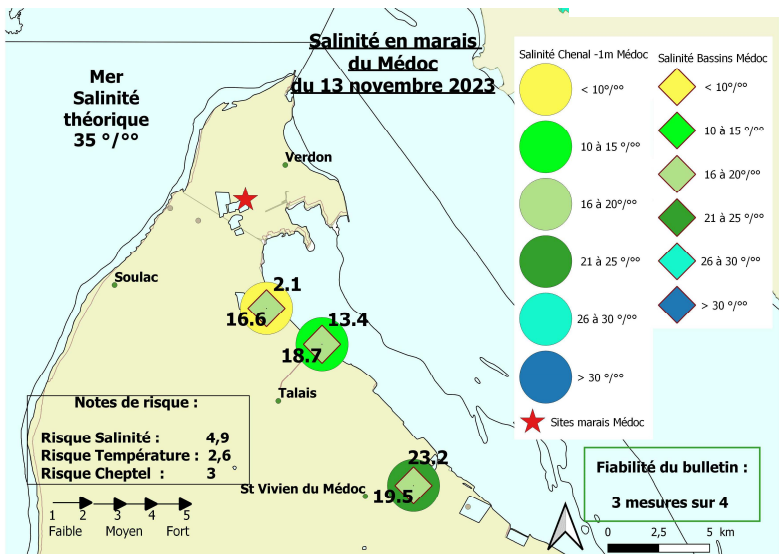 Salinité en marais
du Médoc
du 13 novembre 2023
Mer
Salinité
théorique
35 °/°°
Verdon
Soulac
2.1
16.6
13.4
18.7
Talais
23.2
19.5
St Vivien du Médoc
Notes de risque :
Risque Salinité : 4,9
Risque Température : 2,6
Risque Cheptel : 3
1 2 3 4 5
Faible Moyen Fort
Salinité Chenal -1m Médoc
< 10°/°°
10 à 15 °/°°
16 à 20°/°°
21 à 25 °/°°
26 à 30 °/°°
> 30 °/°°
Sites marais Médoc
Salinité Bassins Médoc
< 10°/°°
10 à 15 °/°°
16 à 20°/°°
21 à 25 °/°°
26 à 30 °/°°
> 30 °/°°
Fiabilité du bulletin :
3 mesures sur 4
0 2,5 5 km